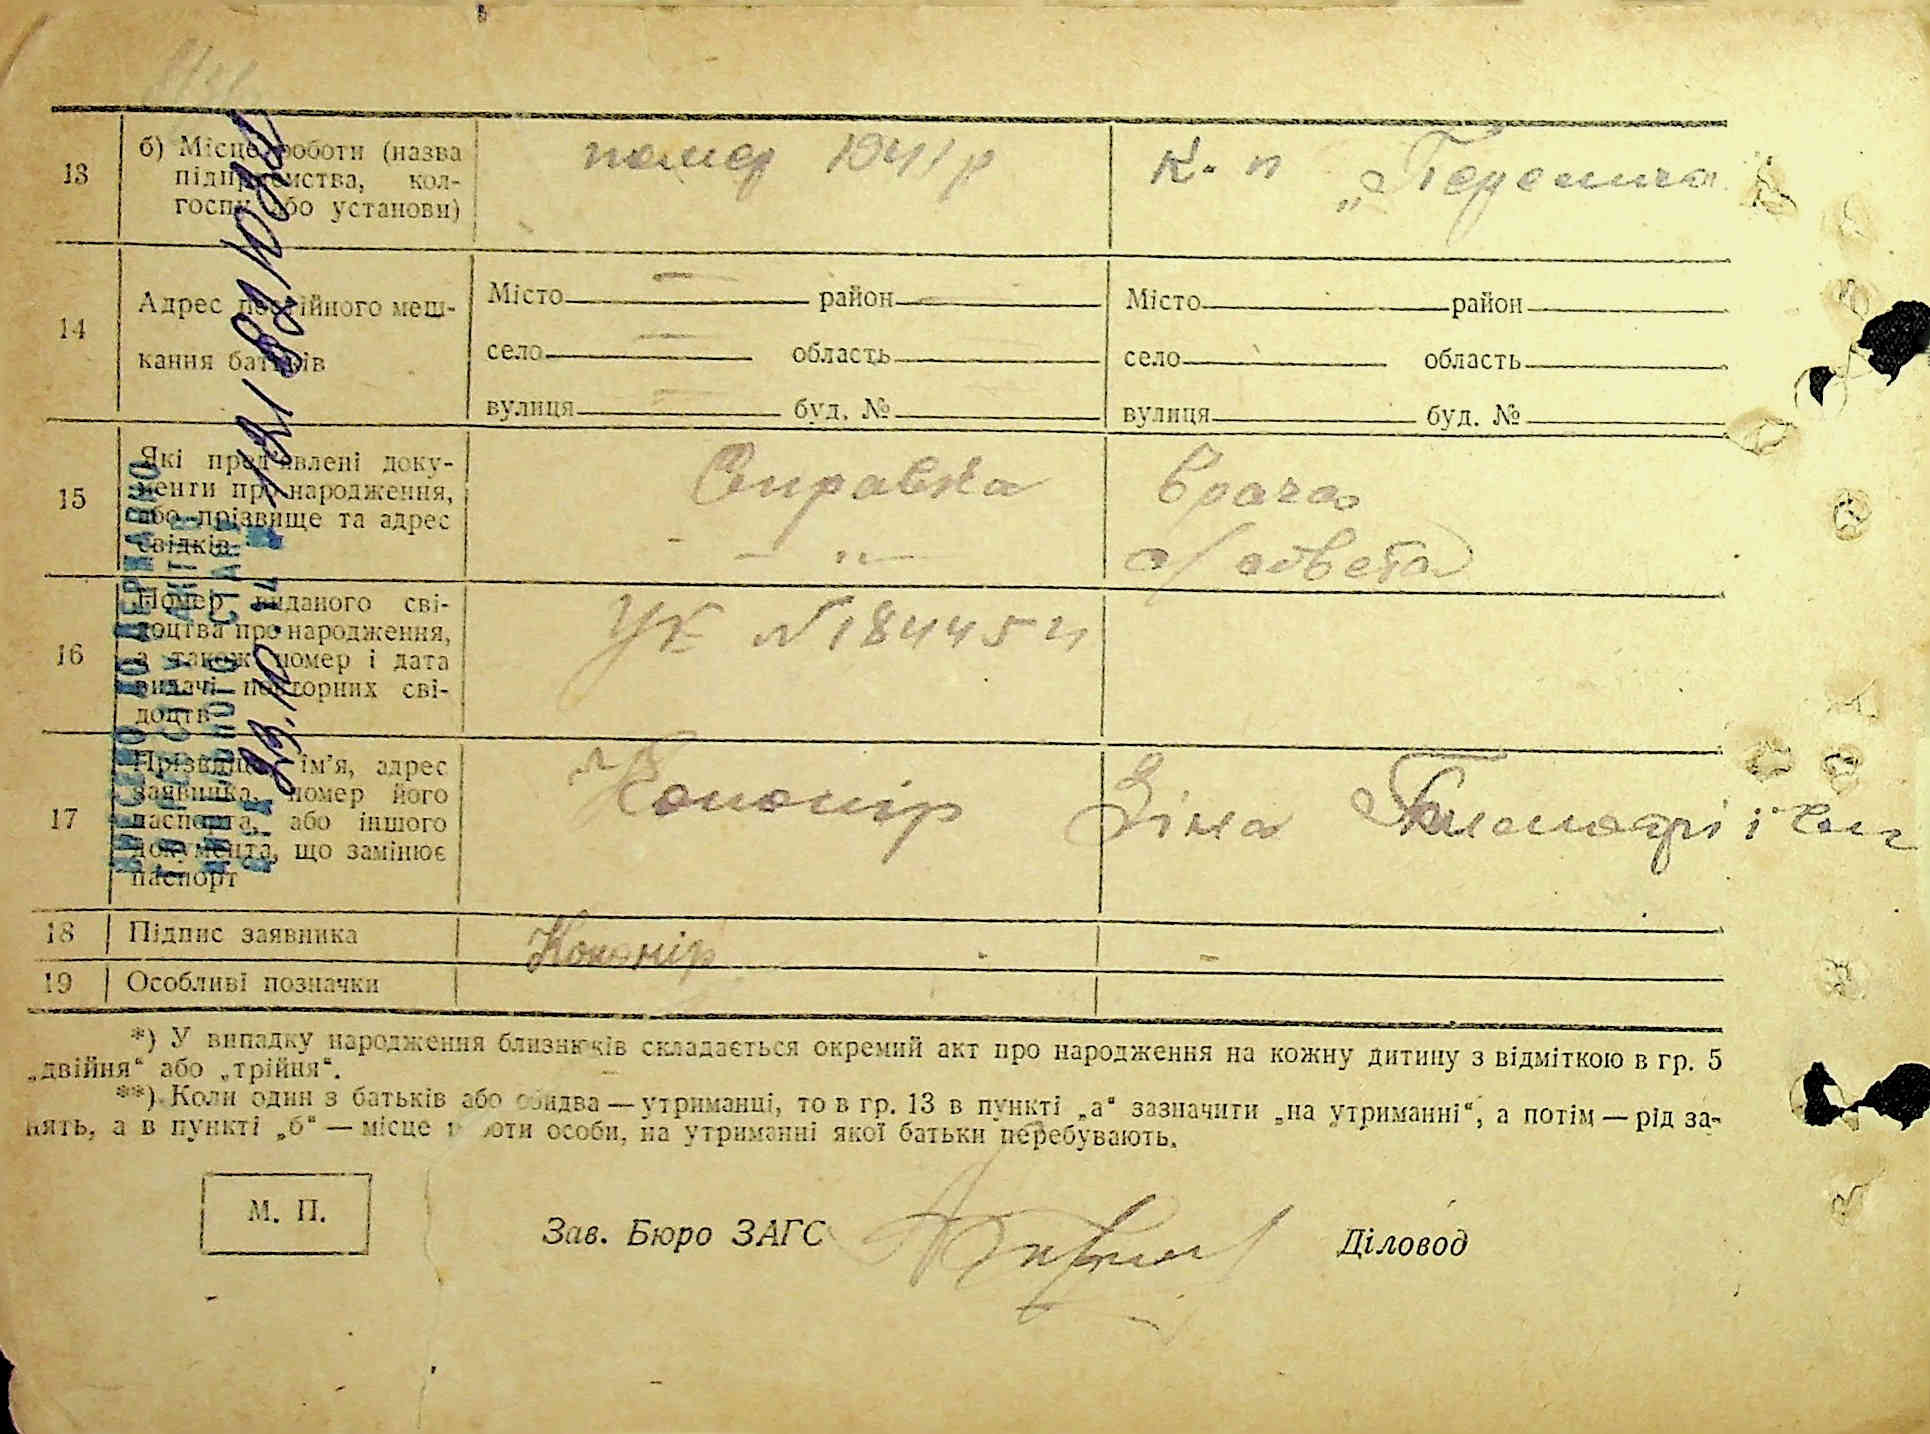 13
б) Місце роботи (назва
підприємства, кол-
госпу або установи)
помер 1941 р
К. п
14
Адрес постійного меш-
кання батьків
Місто район
село область
вулиця буд. №
Місто район
село область
вулиця буд. №
15
Які пред'явлені доку-
менти про народження,
або прізвище та адрес
свідків
Справка врача
— „ — с/совета
16
Номер виданого сві-
доцтва про народження,
а також номер і дата
видачі повторних сві-
доцтв
УК №184454
17
Прізвище, ім'я, адрес
заявника, номер його
паспорта, або іншого
документа, що замінює
паспорт
Кононір Зіна
18
Підпис заявника
Кононір
19
Особливі позначки
*) У випадку народження близнюків складається окремий акт про народження на кожну дитину з відміткою в гр. 5
„двійня“ або „трійня“.
**) Коли один з батьків або обидва — утриманці, то в гр. 13 в пункті „а“ зазначити „на утриманні“, а потім — рід за-
нять, а в пункті „б“ — місце роботи особи, на утриманні якої батьки перебувають.
М. П.
Зав. Бюро ЗАГС
Діловод